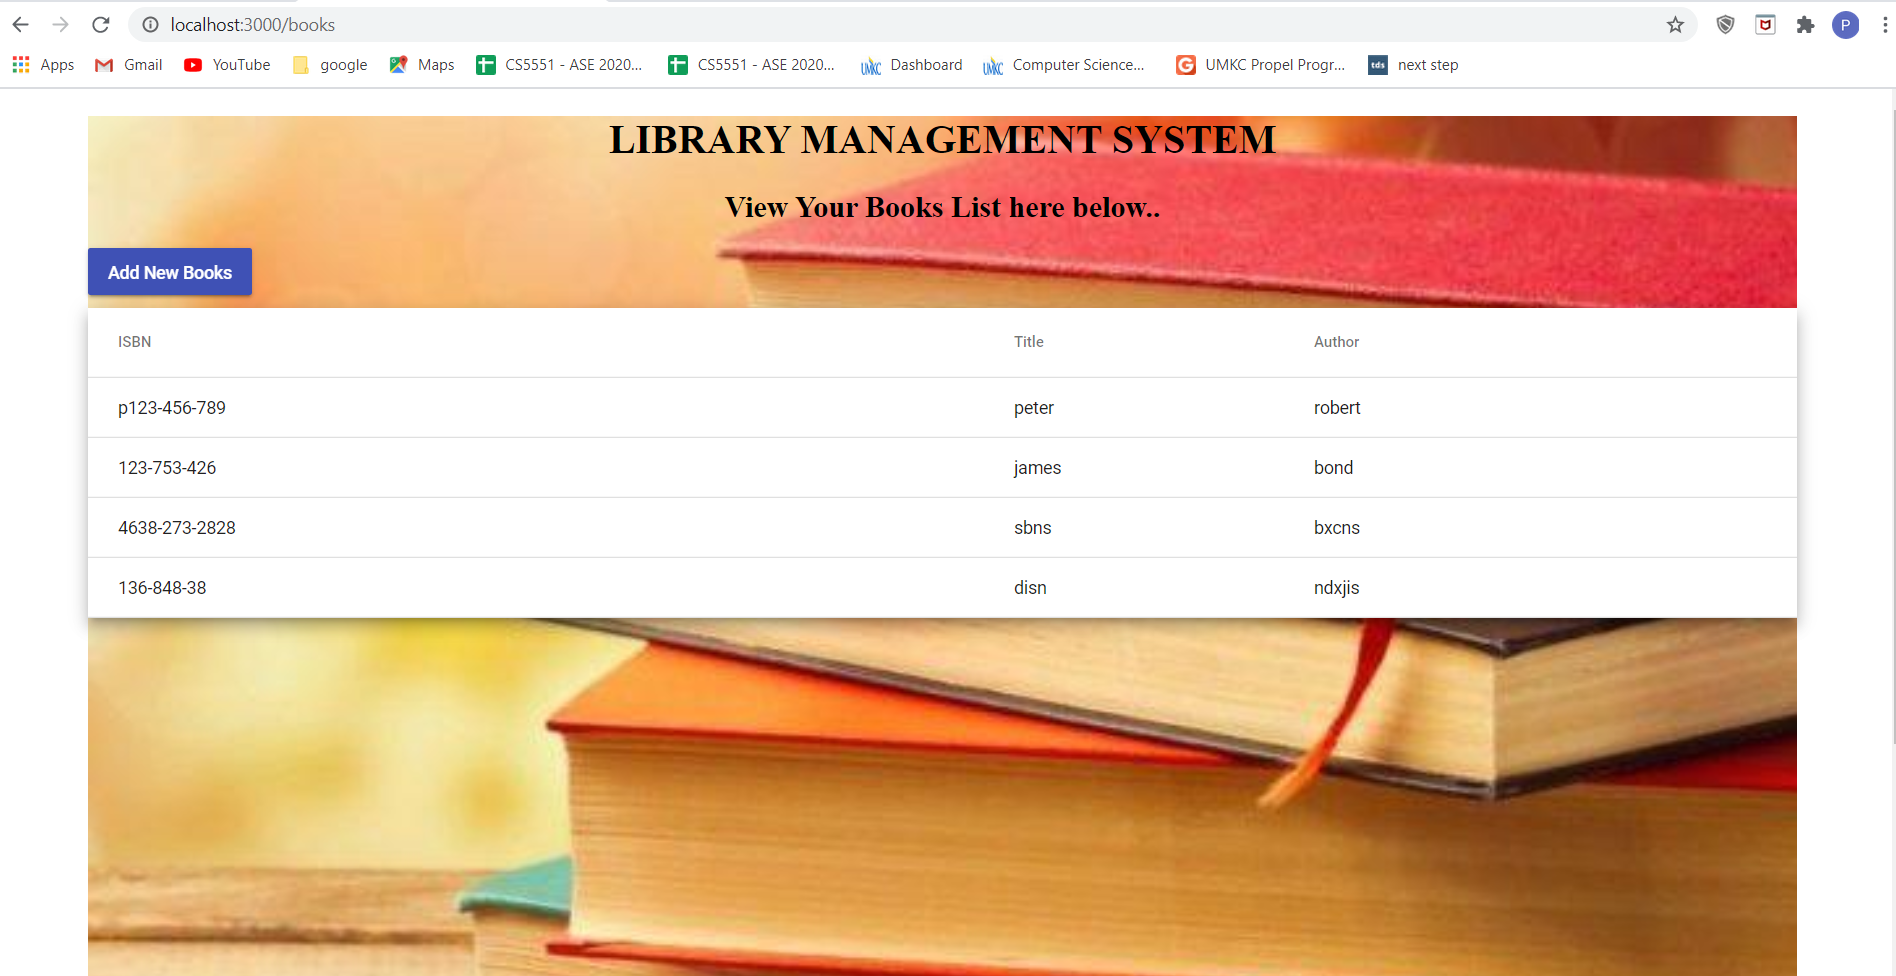 localhost:3000/books
P
Apps Gmail YouTube google Maps CS5551 - ASE 2020... CS5551 - ASE 2020... UMKC Dashboard UMKC Computer Science... G UMKC Propel Progr... tds next step
LIBRARY MANAGEMENT SYSTEM
View Your Books List here below..
Add New Books
ISBN Title Author
p123-456-789 peter robert
123-753-426 james bond
4638-273-2828 sbns bxcns
136-848-38 disn ndxjis